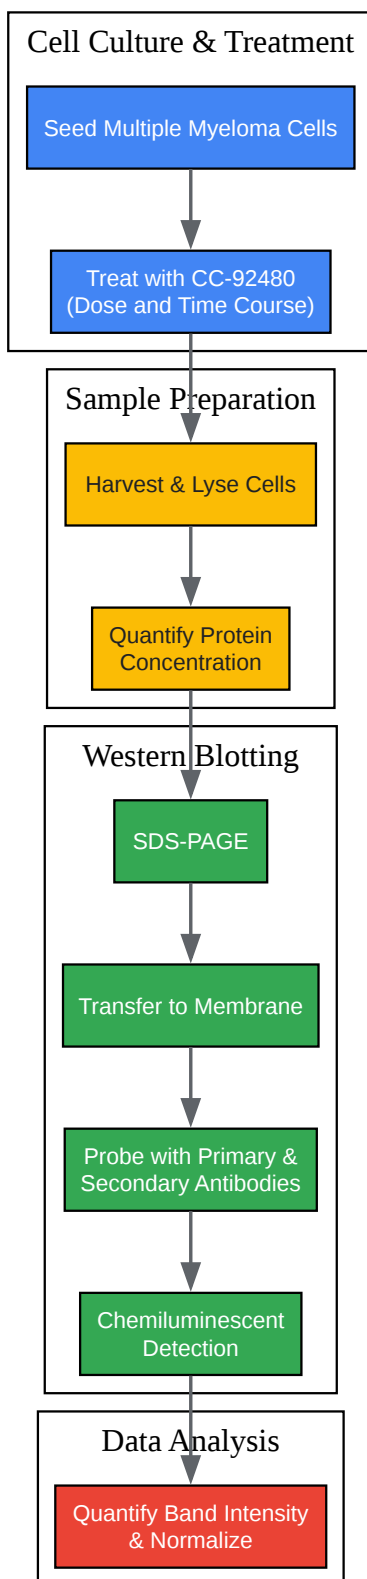 Cell Culture & Treatment
Seed Multiple Myeloma Cells
Treat with CC-92480
(Dose and Time Course)
Sample Preparation
Harvest & Lyse Cells
Quantify Protein
Concentration
Western Blotting
SDS-PAGE
Transfer to Membrane
Probe with Primary &
Secondary Antibodies
Chemiluminescent
Detection
Data Analysis
Quantify Band Intensity
& Normalize